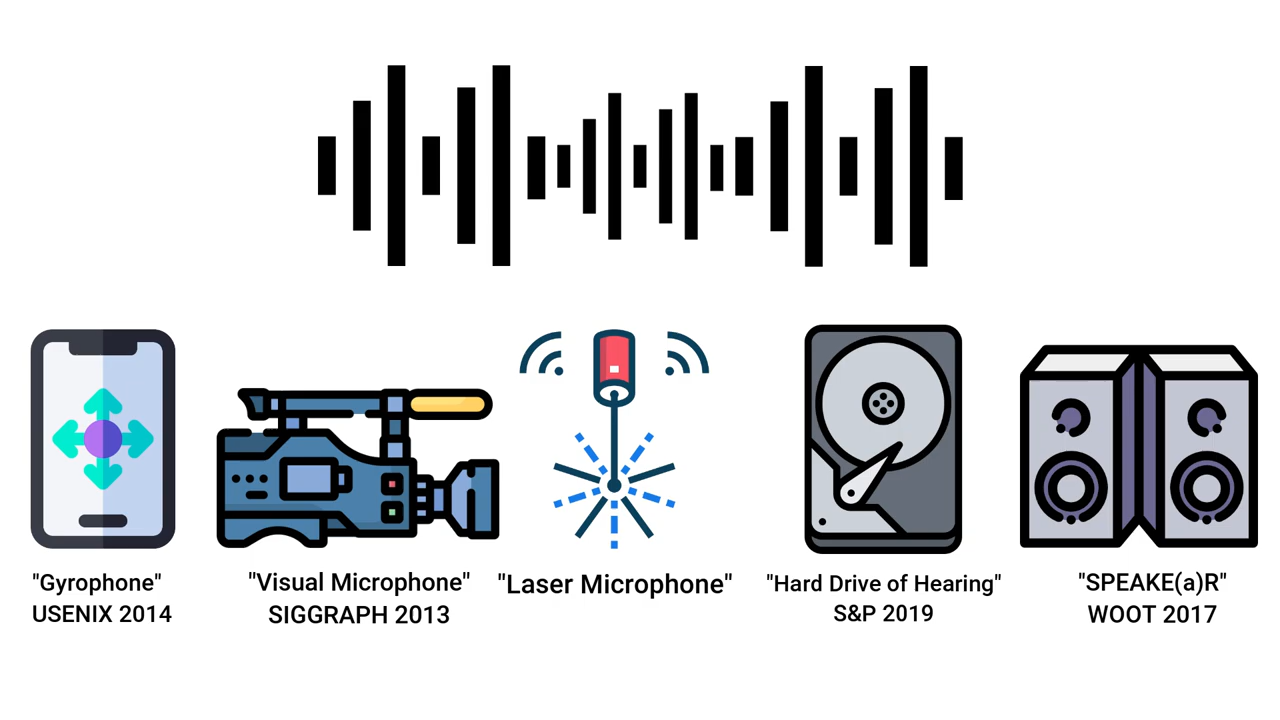 "Gyrophone"
USENIX 2014
"Visual Microphone"
SIGGRAPH 2013
"Laser Microphone"
"Hard Drive of Hearing"
S&P 2019
"SPEAKE(a)R"
WOOT 2017